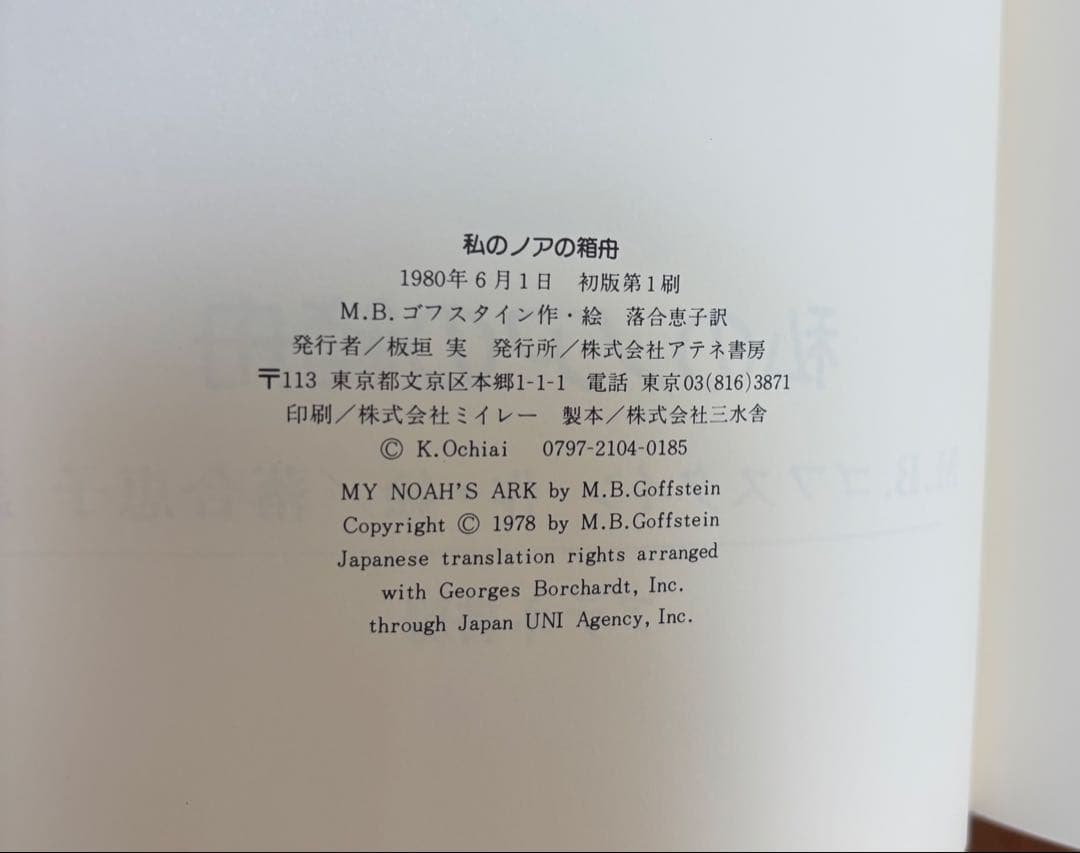 私のノアの箱舟
1980年6月1日 初版第1刷
M.B.ゴフスタイン作・絵 落合恵子訳
発行者／板垣 実 発行所／株式会社アテネ書房
〒113 東京都文京区本郷1-1-1 電話 東京03(816)3871
印刷／株式会社ミイレー 製本／株式会社三水舎
© K.Ochiai 0797-2104-0185
MY NOAH'S ARK by M.B.Goffstein
Copyright © 1978 by M.B.Goffstein
Japanese translation rights arranged
with Georges Borchardt, Inc.
through Japan UNI Agency, Inc.